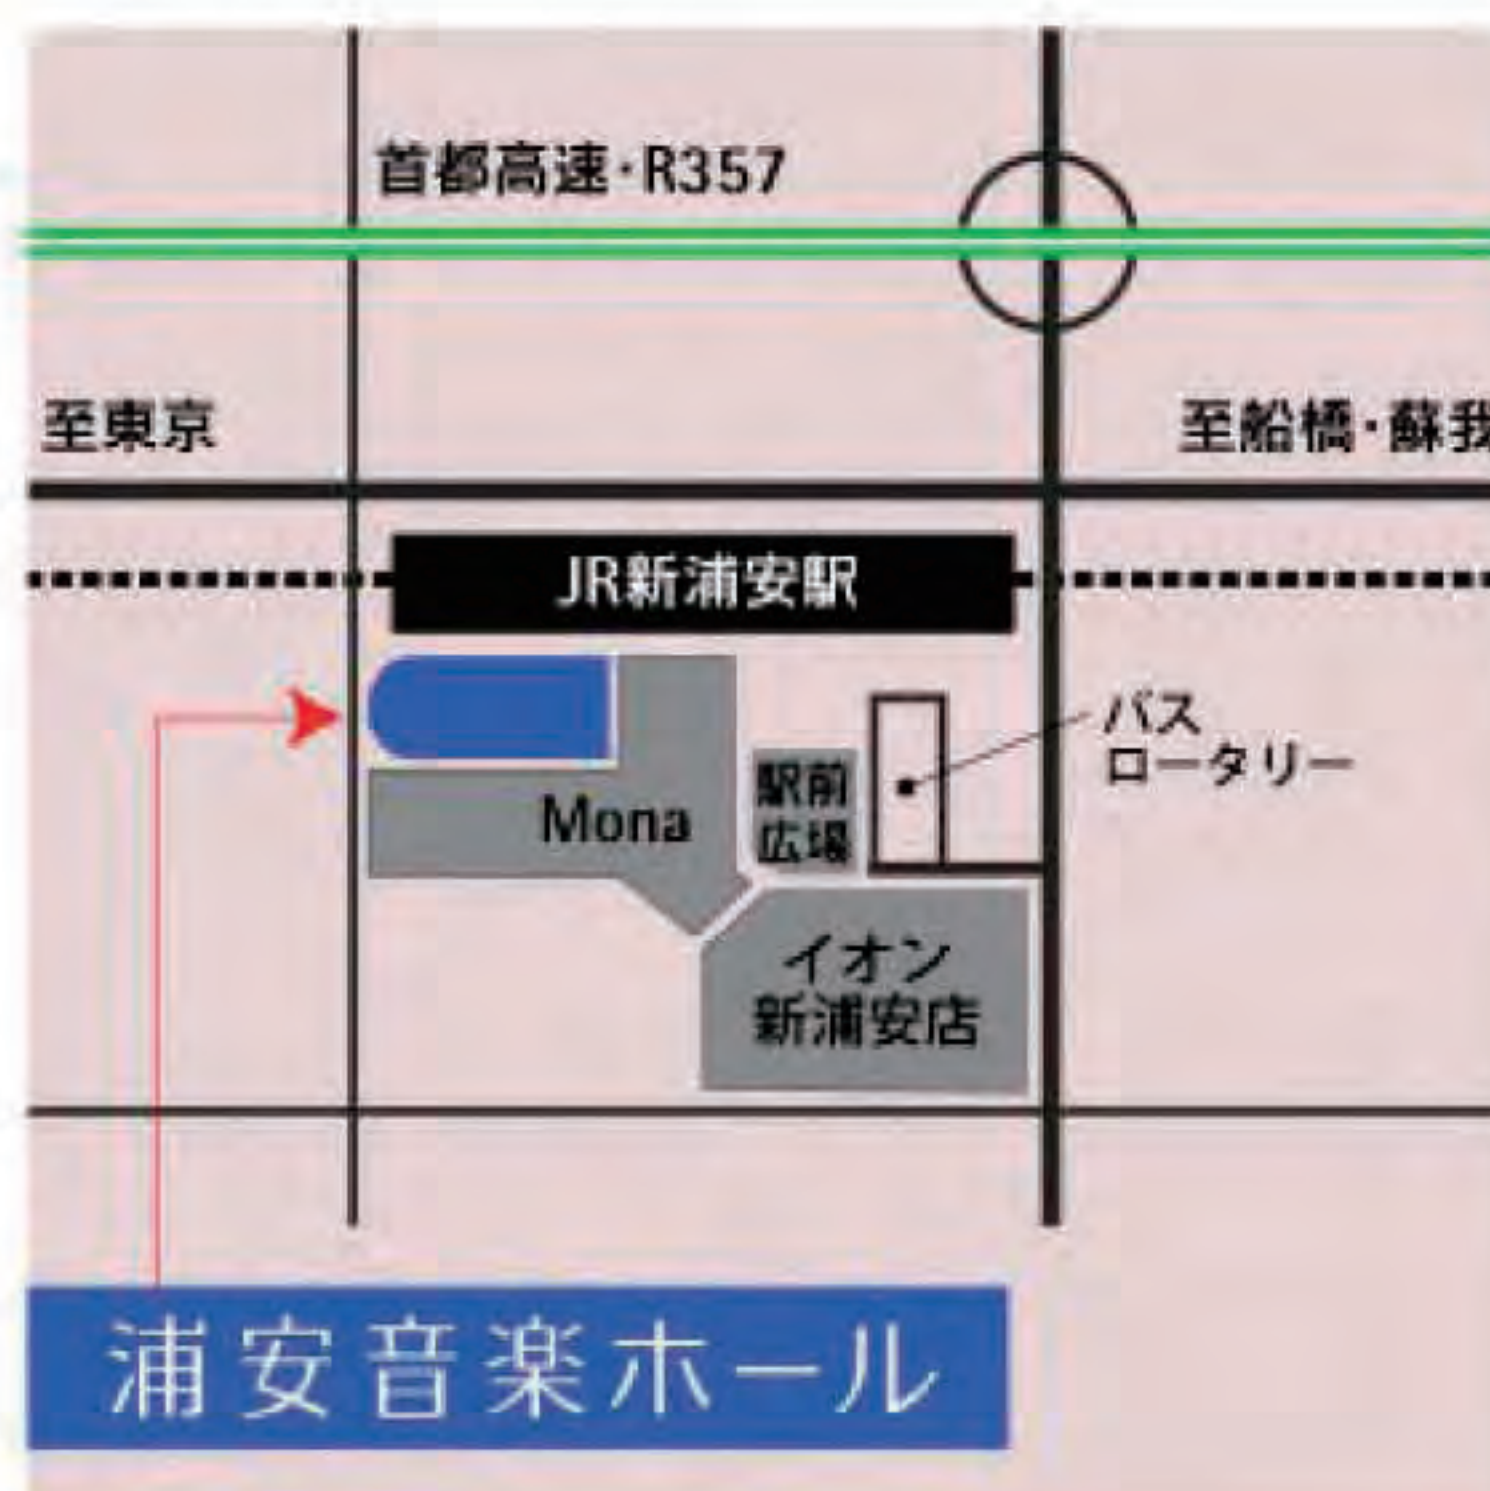 首都高速・R357
至東京
至船橋・蘇我
JR新浦安駅
バス
ロータリー
駅前
広場
Mona
イオン
新浦安店
浦安音楽ホール